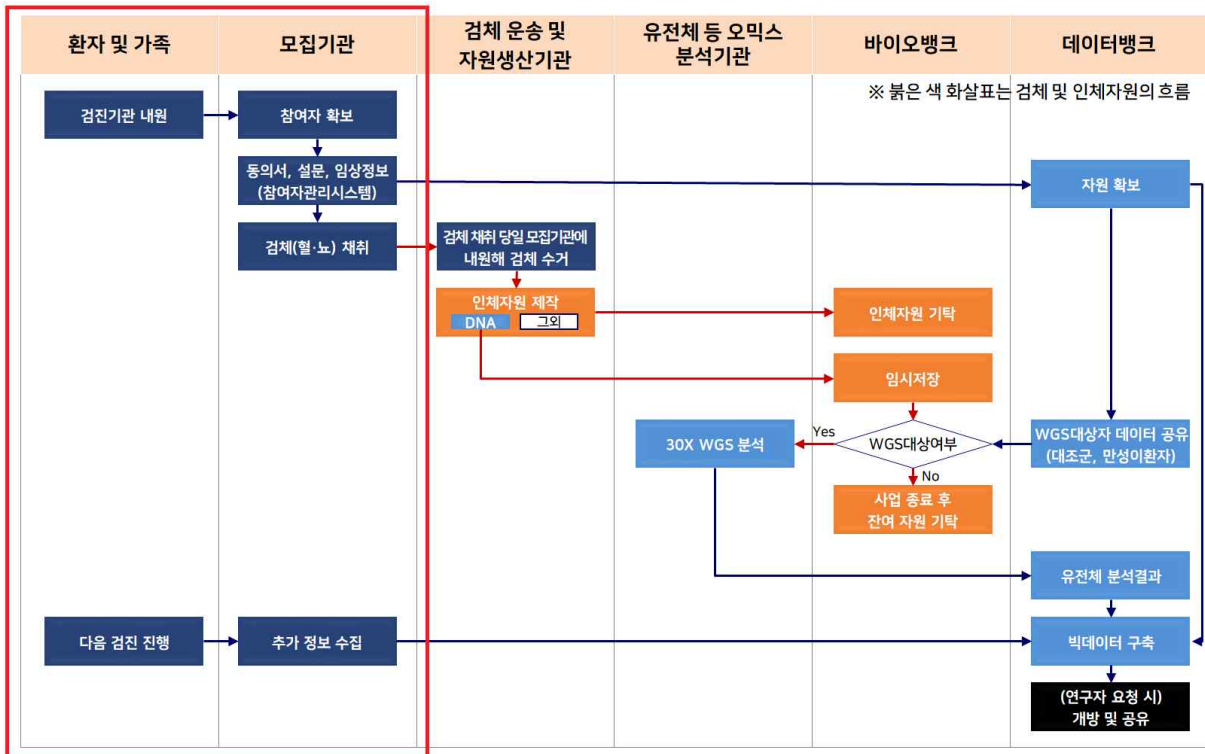 환자 및 가족
모집기관
검체 운송 및
자원생산기관
유전체 등 오믹스
분석기관
바이오뱅크
데이터뱅크
※ 붉은 색 화살표는 검체 및 인체자원의 흐름
검진기관 내원
참여자 확보
동의서, 설문, 임상정보
(참여자관리시스템)
자원 확보
검체(혈·뇨) 채취
검체 채취 당일 모집기관에
내원해 검체 수거
인체자원 제작
DNA
그외
인체자원 기탁
임시저장
30X WGS 분석
Yes
WGS대상여부
WGS대상자 데이터 공유
(대조군, 만성이환자)
No
사업 종료 후
잔여 자원 기탁
유전체 분석결과
다음 검진 진행
추가 정보 수집
빅데이터 구축
(연구자 요청 시)
개방 및 공유